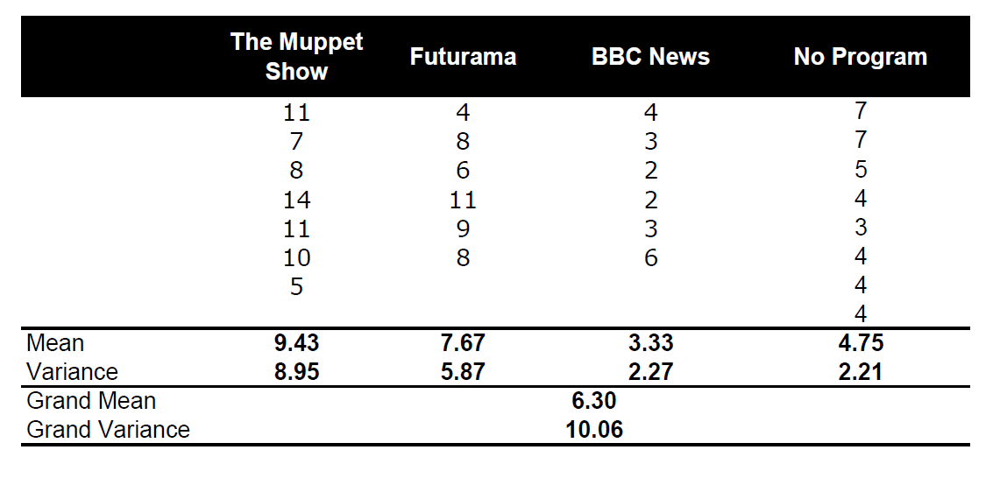 The Muppet Show Futurama BBC News No Program
11 4 4 7
7 8 3 7
8 6 2 5
14 11 2 4
11 9 3 3
10 8 6 4
5 4
4
Mean 9.43 7.67 3.33 4.75
Variance 8.95 5.87 2.27 2.21
Grand Mean 6.30
Grand Variance 10.06